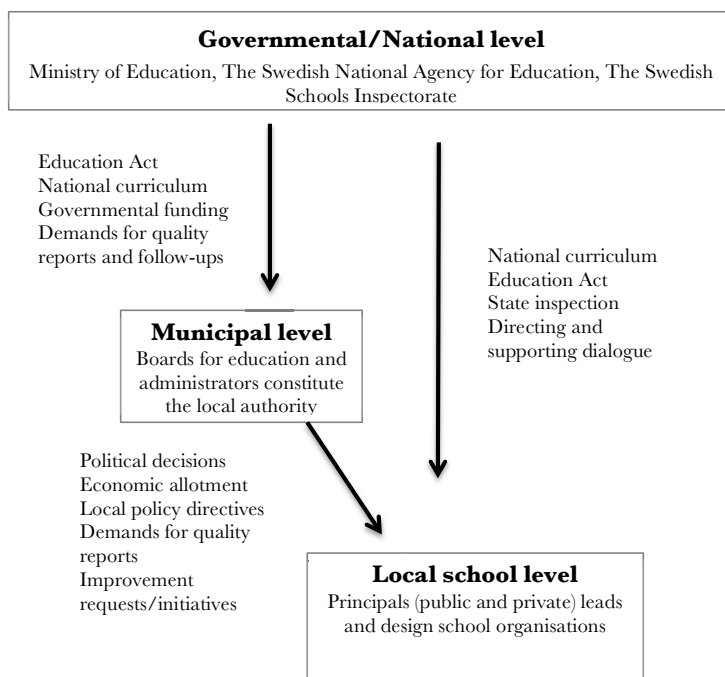 Governmental/National level
Ministry of Education, The Swedish National Agency for Education, The Swedish
Schools Inspectorate
Education Act
National curriculum
Governmental funding
Demands for quality
reports and follow-ups
National curriculum
Education Act
State inspection
Directing and
supporting dialogue
Municipal level
Boards for education and
administrators constitute
the local authority
Political decisions
Economic allotment
Local policy directives
Demands for quality
reports
Improvement
requests/initiatives
Local school level
Principals (public and private) leads
and design school organisations